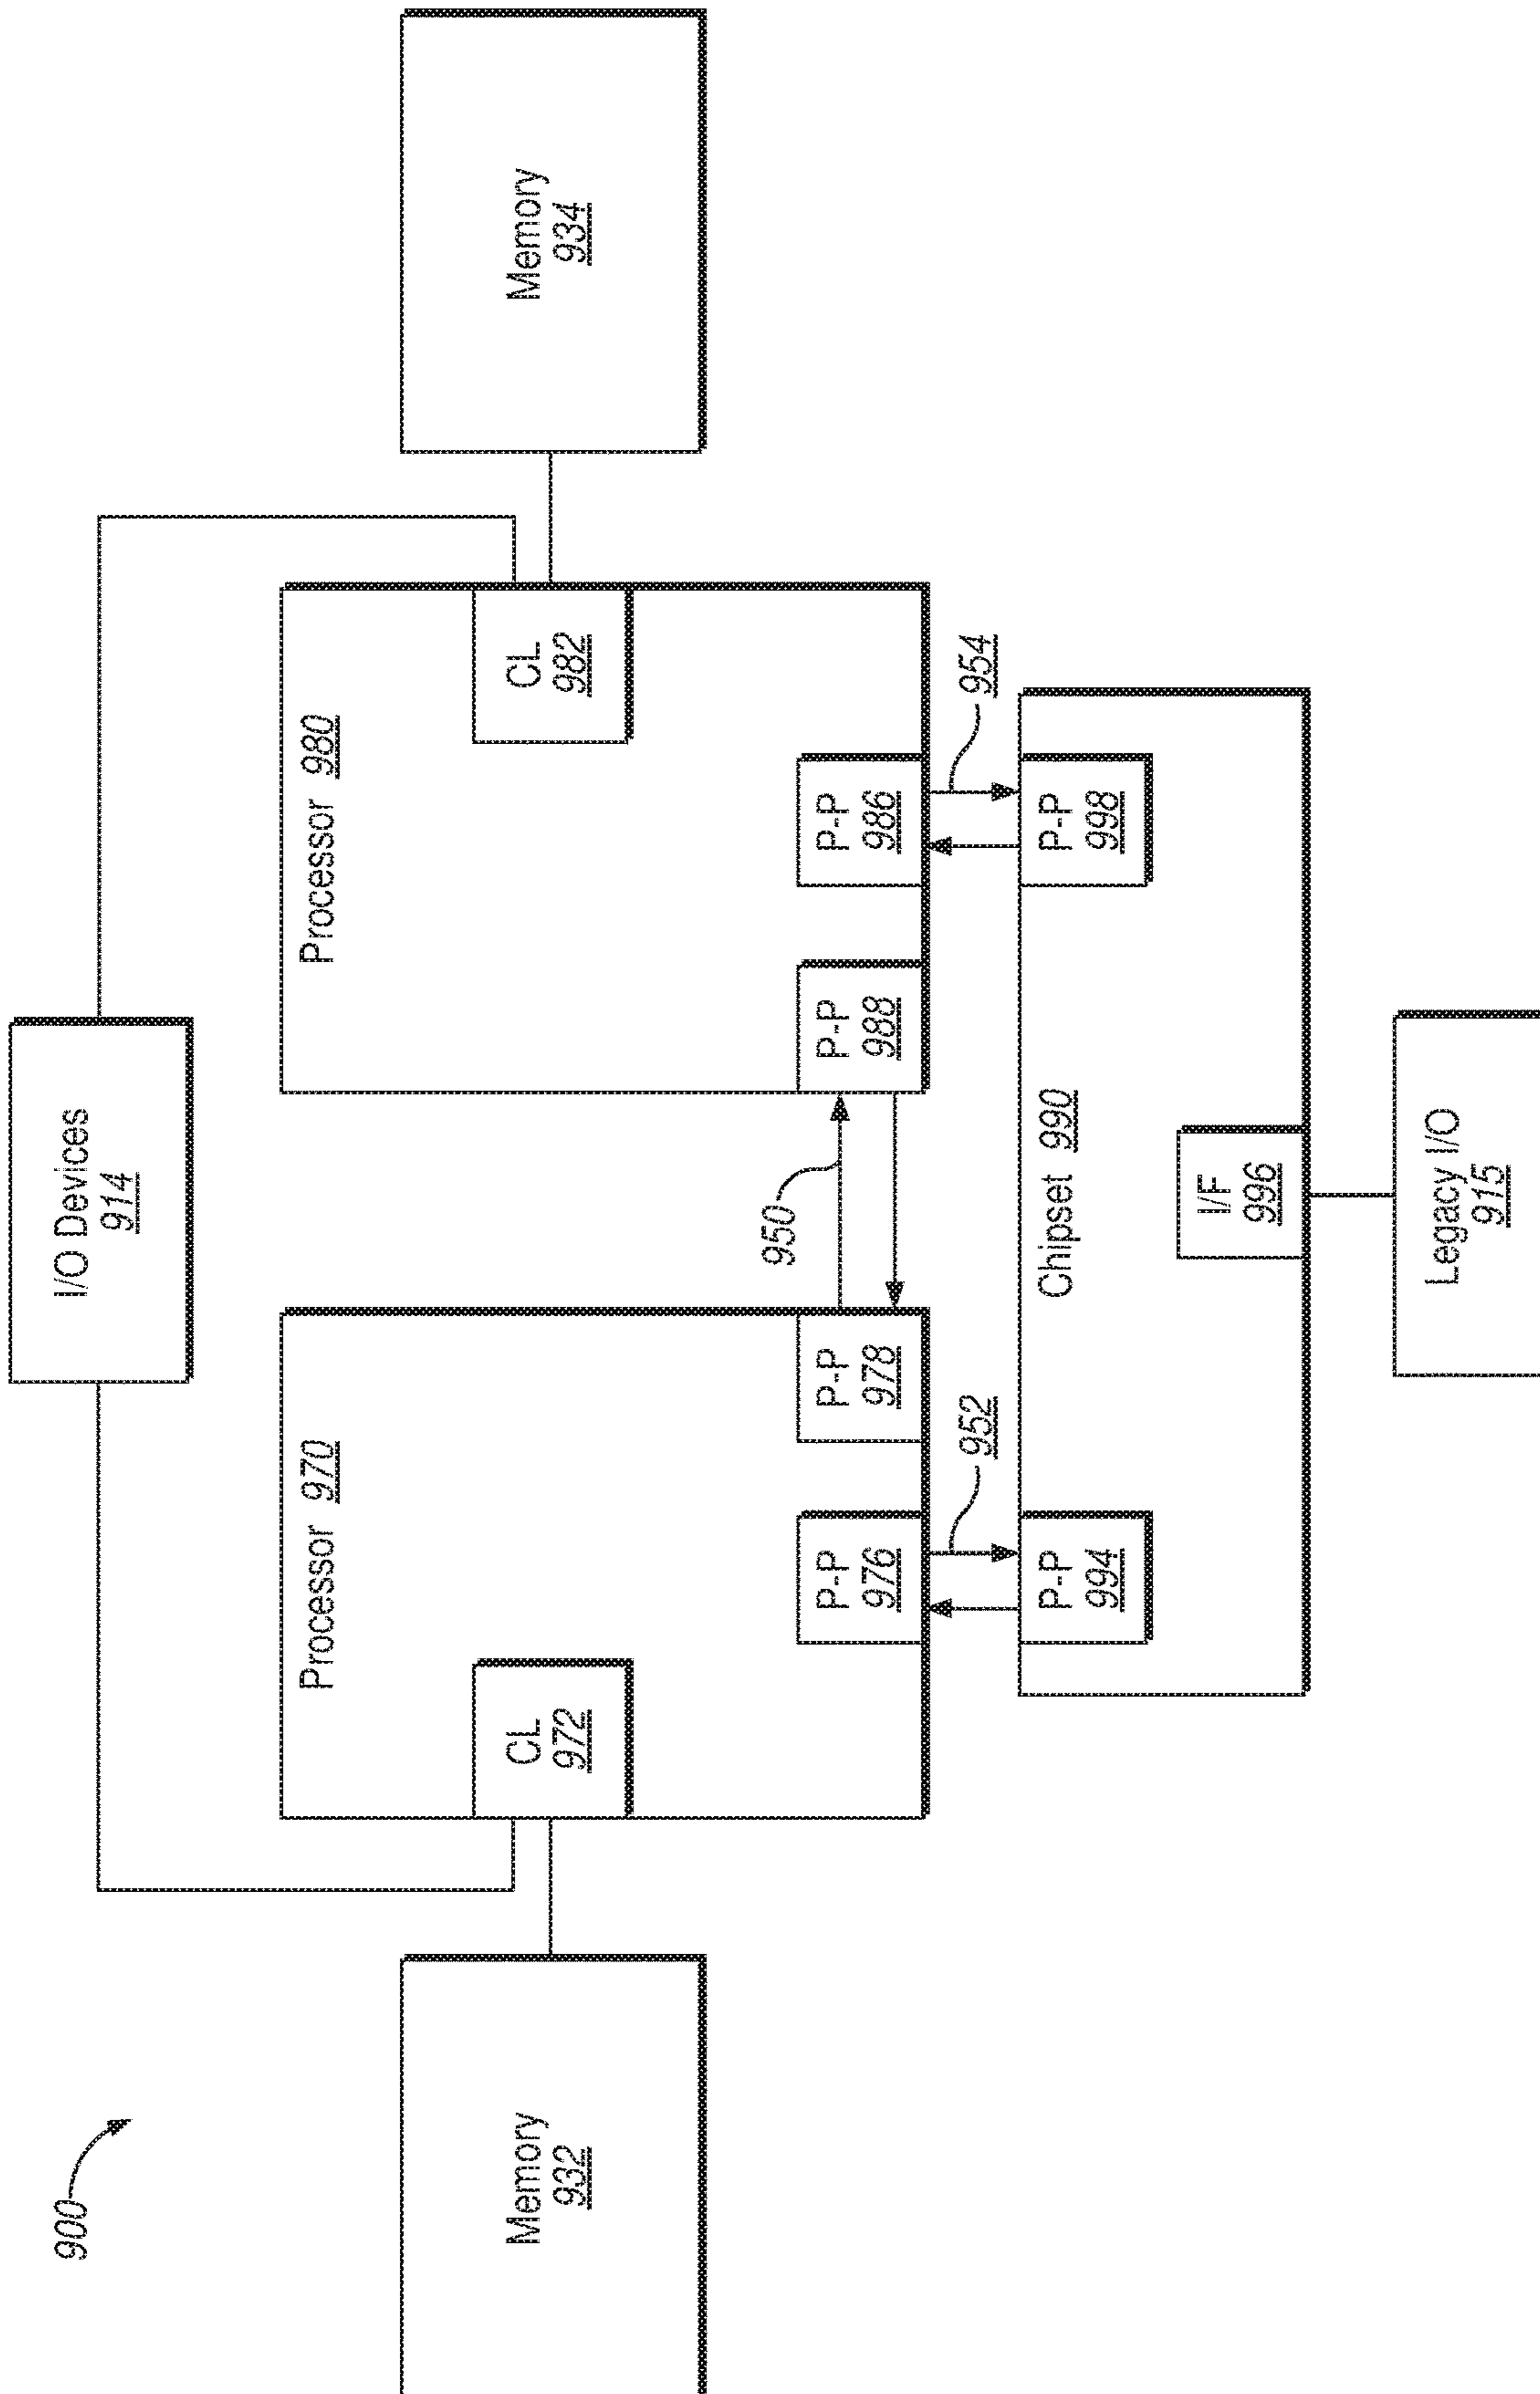 900
I/O Devices
914
Memory
932
Processor 970
CL
972
P-P
976
P-P
978
950
Processor 980
CL
982
P-P
988
P-P
986
Memory
934
952
954
Chipset 990
P-P
994
P-P
998
I/F
996
Legacy I/O
915